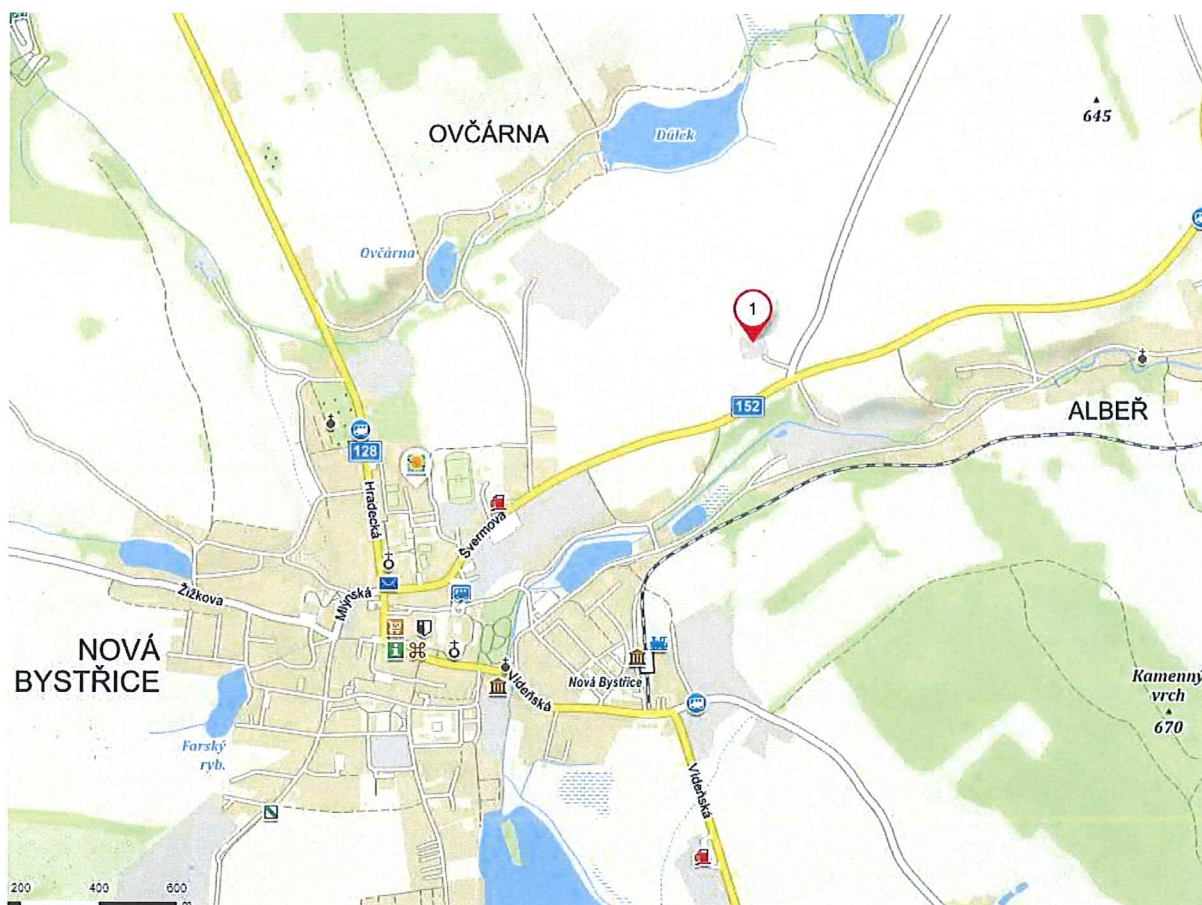 OVČÁRNA
Důlek
645
Ovčárna
1
152
ALBEŘ
128
Hradecká
Švermova
Žižkova
Mlýnská
NOVÁ
BYSTŘICE
Vídeňská
Nová Bystřice
Kamenný
vrch
670
Farský
ryb.
Vídeňská
200 400 600